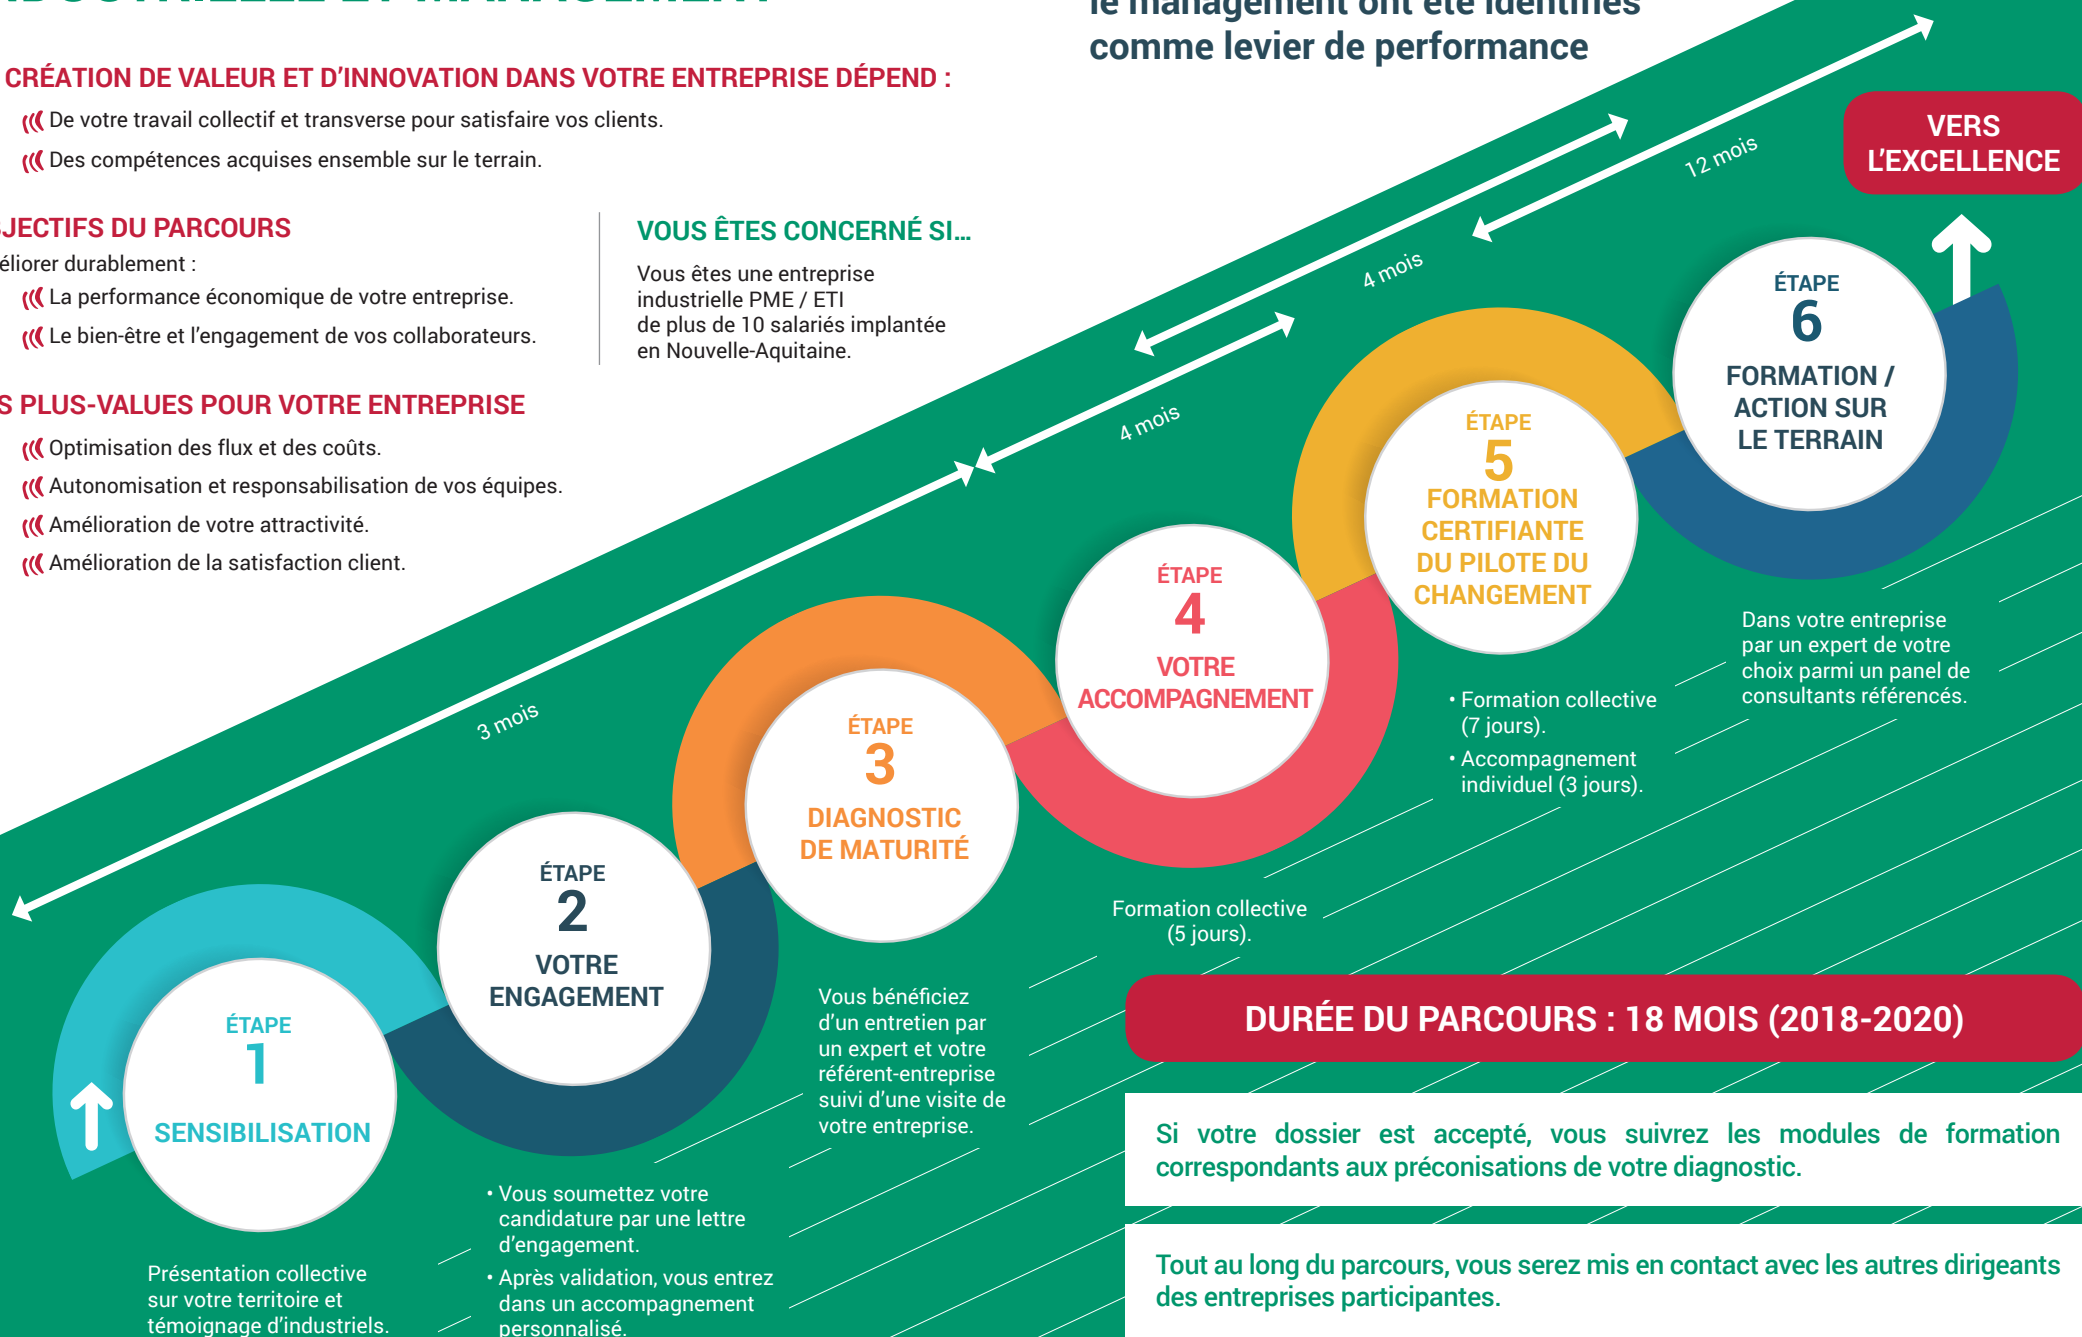 INDUSTRIELLE ET MANAGEMENT
le management ont été identifiés
comme levier de performance
CRÉATION DE VALEUR ET D'INNOVATION DANS VOTRE ENTREPRISE DÉPEND :
De votre travail collectif et transverse pour satisfaire vos clients.
Des compétences acquises ensemble sur le terrain.
JECTIFS DU PARCOURS
éliorer durablement :
La performance économique de votre entreprise.
Le bien-être et l'engagement de vos collaborateurs.
VOUS ÊTES CONCERNÉ SI...
Vous êtes une entreprise
industrielle PME / ETI
de plus de 10 salariés implantée
en Nouvelle-Aquitaine.
S PLUS-VALUES POUR VOTRE ENTREPRISE
Optimisation des flux et des coûts.
Autonomisation et responsabilisation de vos équipes.
Amélioration de votre attractivité.
Amélioration de la satisfaction client.
3 mois
4 mois
4 mois
12 mois
VERS
L'EXCELLENCE
ÉTAPE
1
SENSIBILISATION
Présentation collective
sur votre territoire et
témoignage d'industriels.
ÉTAPE
2
VOTRE
ENGAGEMENT
• Vous soumettez votre
candidature par une lettre
d'engagement.
• Après validation, vous entrez
dans un accompagnement
personnalisé.
ÉTAPE
3
DIAGNOSTIC
DE MATURITÉ
Vous bénéficiez
d'un entretien par
un expert et votre
référent-entreprise
suivi d'une visite de
votre entreprise.
ÉTAPE
4
VOTRE
ACCOMPAGNEMENT
Formation collective
(5 jours).
ÉTAPE
5
FORMATION
CERTIFIANTE
DU PILOTE DU
CHANGEMENT
• Formation collective
(7 jours).
• Accompagnement
individuel (3 jours).
ÉTAPE
6
FORMATION /
ACTION SUR
LE TERRAIN
Dans votre entreprise
par un expert de votre
choix parmi un panel de
consultants référencés.
DURÉE DU PARCOURS : 18 MOIS (2018-2020)
Si votre dossier est accepté, vous suivrez les modules de formation
correspondants aux préconisations de votre diagnostic.
Tout au long du parcours, vous serez mis en contact avec les autres dirigeants
des entreprises participantes.